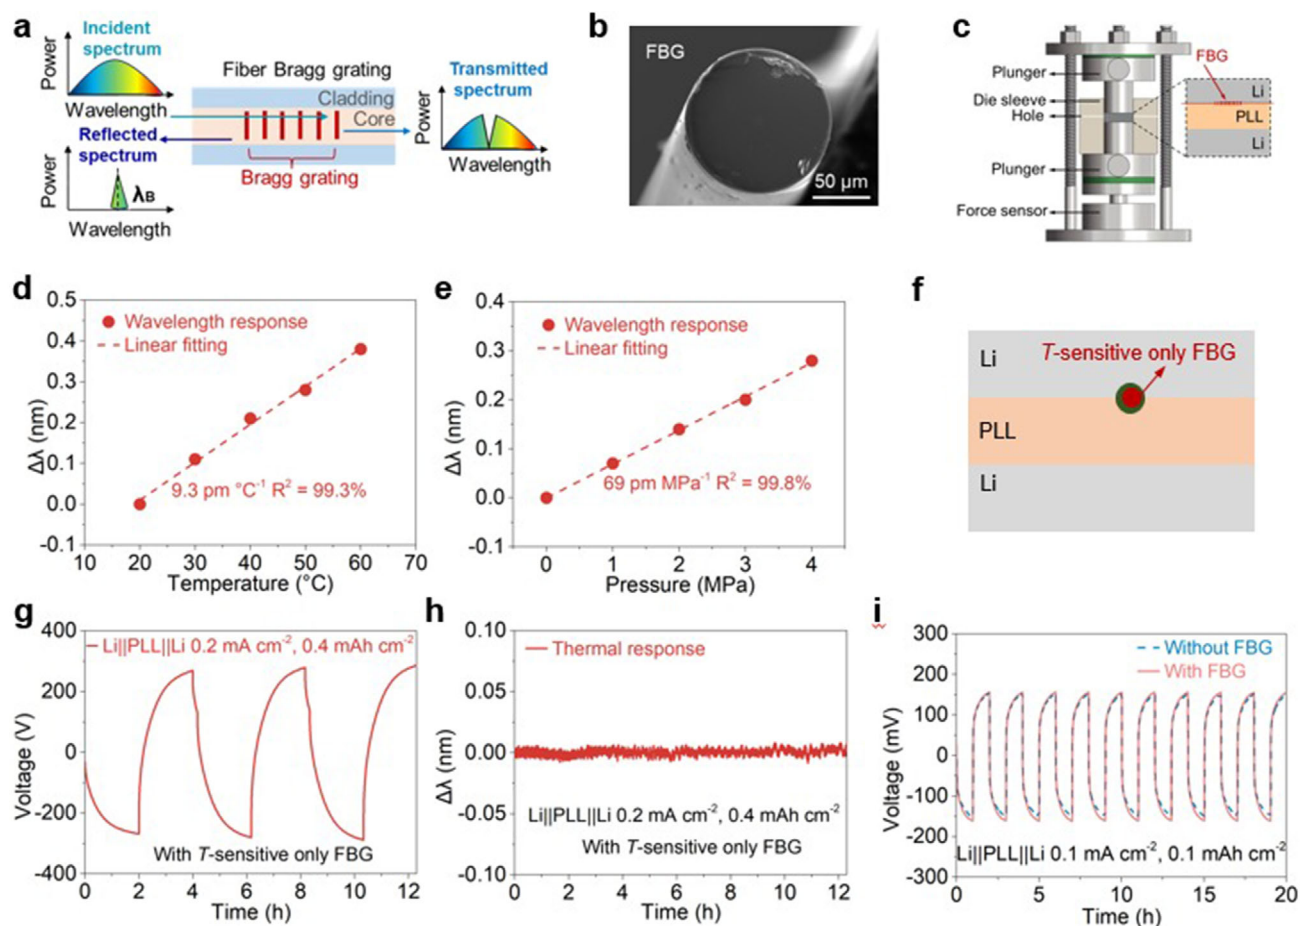 a
Incident
spectrum
Power
Wavelength
Reflected
spectrum
Power
λB
Wavelength
Fiber Bragg grating
Cladding
Core
Bragg grating
Transmitted
spectrum
Power
Wavelength
b
FBG
50 μm
c
Plunger
Die sleeve
Hole
Plunger
Force sensor
FBG
Li
PLL
Li
d
0.5
0.4
0.3
0.2
0.1
0.0
-0.1
Δλ (nm)
Wavelength response
Linear fitting
9.3 pm °C⁻¹ R² = 99.3%
10 20 30 40 50 60 70
Temperature (°C)
e
0.4
0.3
0.2
0.1
0.0
-0.1
Δλ (nm)
Wavelength response
Linear fitting
69 pm MPa⁻¹ R² = 99.8%
0 1 2 3 4
Pressure (MPa)
f
Li
T-sensitive only FBG
PLL
Li
g
400
200
0
-200
-400
Voltage (V)
Li||PLL||Li 0.2 mA cm⁻², 0.4 mAh cm⁻²
With T-sensitive only FBG
0 2 4 6 8 10 12
Time (h)
h
0.10
0.05
0.00
-0.05
-0.10
Δλ (nm)
Thermal response
Li||PLL||Li 0.2 mA cm⁻², 0.4 mAh cm⁻²
With T-sensitive only FBG
0 2 4 6 8 10 12
Time (h)
i
300
200
100
0
-100
-200
-300
Voltage (mV)
Without FBG
With FBG
Li||PLL||Li 0.1 mA cm⁻², 0.1 mAh cm⁻²
0 5 10 15 20
Time (h)